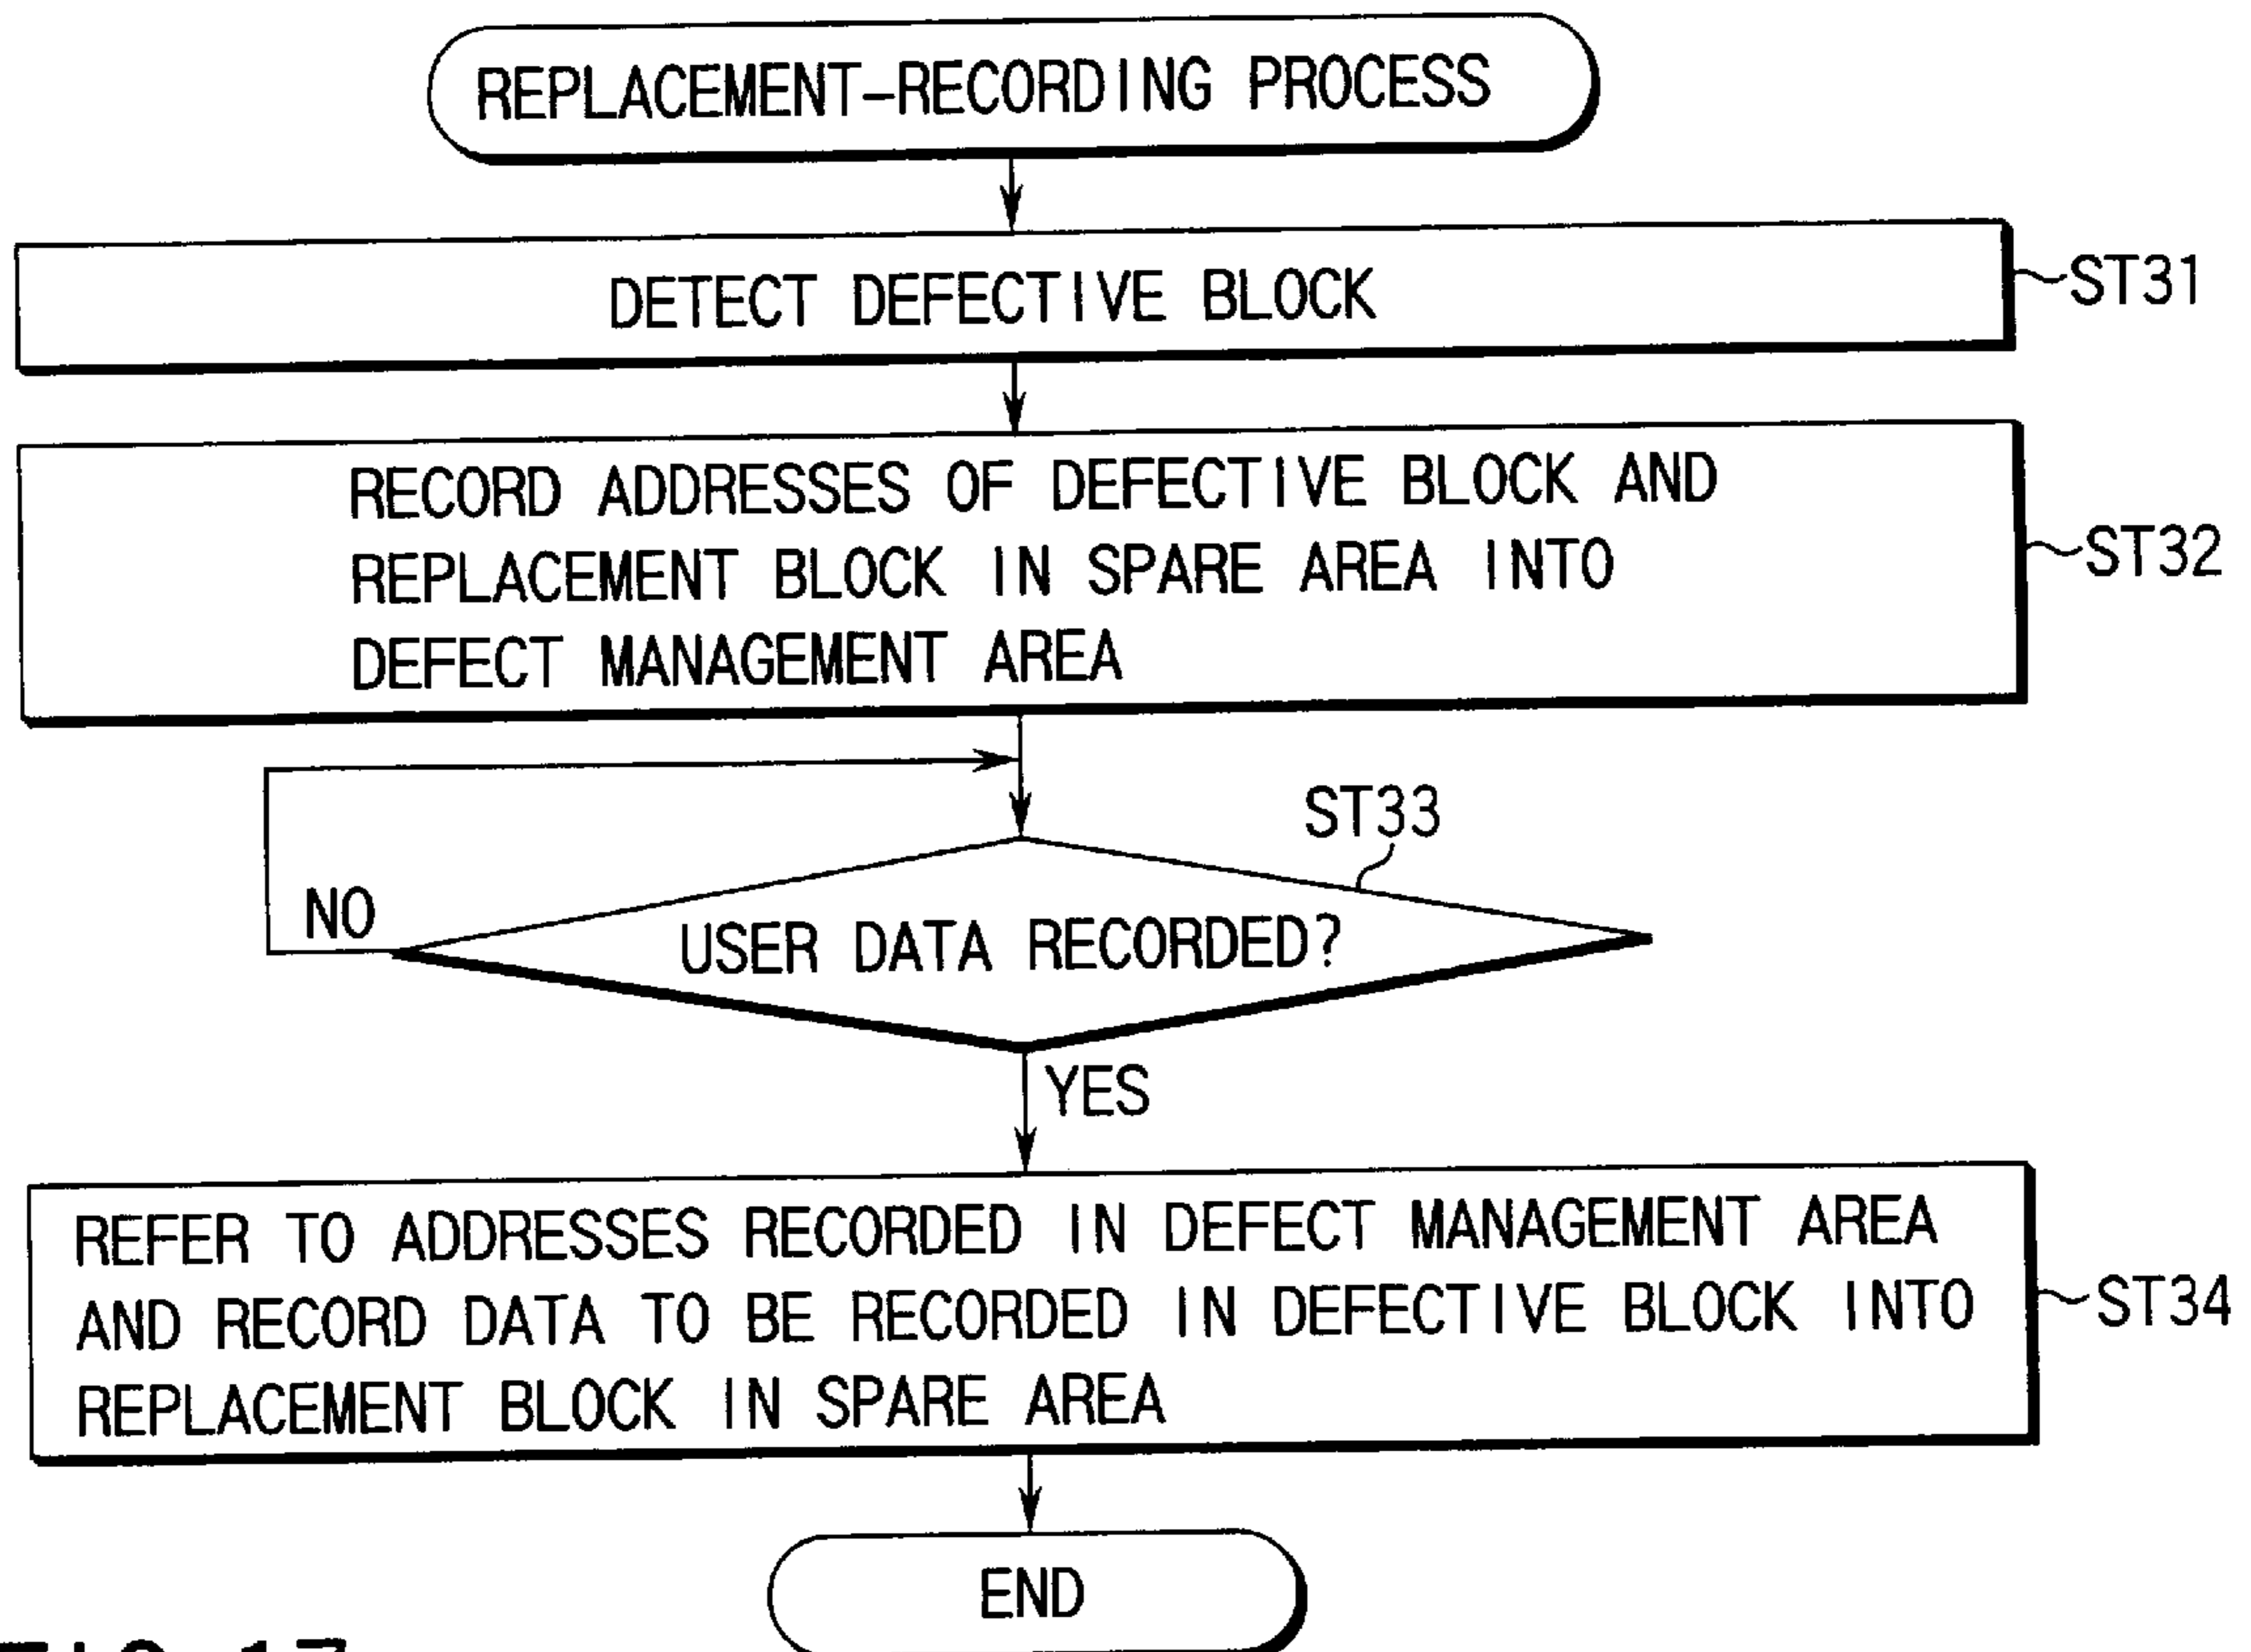 REPLACEMENT-RECORDING PROCESS
DETECT DEFECTIVE BLOCK
ST31
RECORD ADDRESSES OF DEFECTIVE BLOCK AND
REPLACEMENT BLOCK IN SPARE AREA INTO
DEFECT MANAGEMENT AREA
ST32
ST33
NO
USER DATA RECORDED?
YES
REFER TO ADDRESSES RECORDED IN DEFECT MANAGEMENT AREA
AND RECORD DATA TO BE RECORDED IN DEFECTIVE BLOCK INTO
REPLACEMENT BLOCK IN SPARE AREA
ST34
END